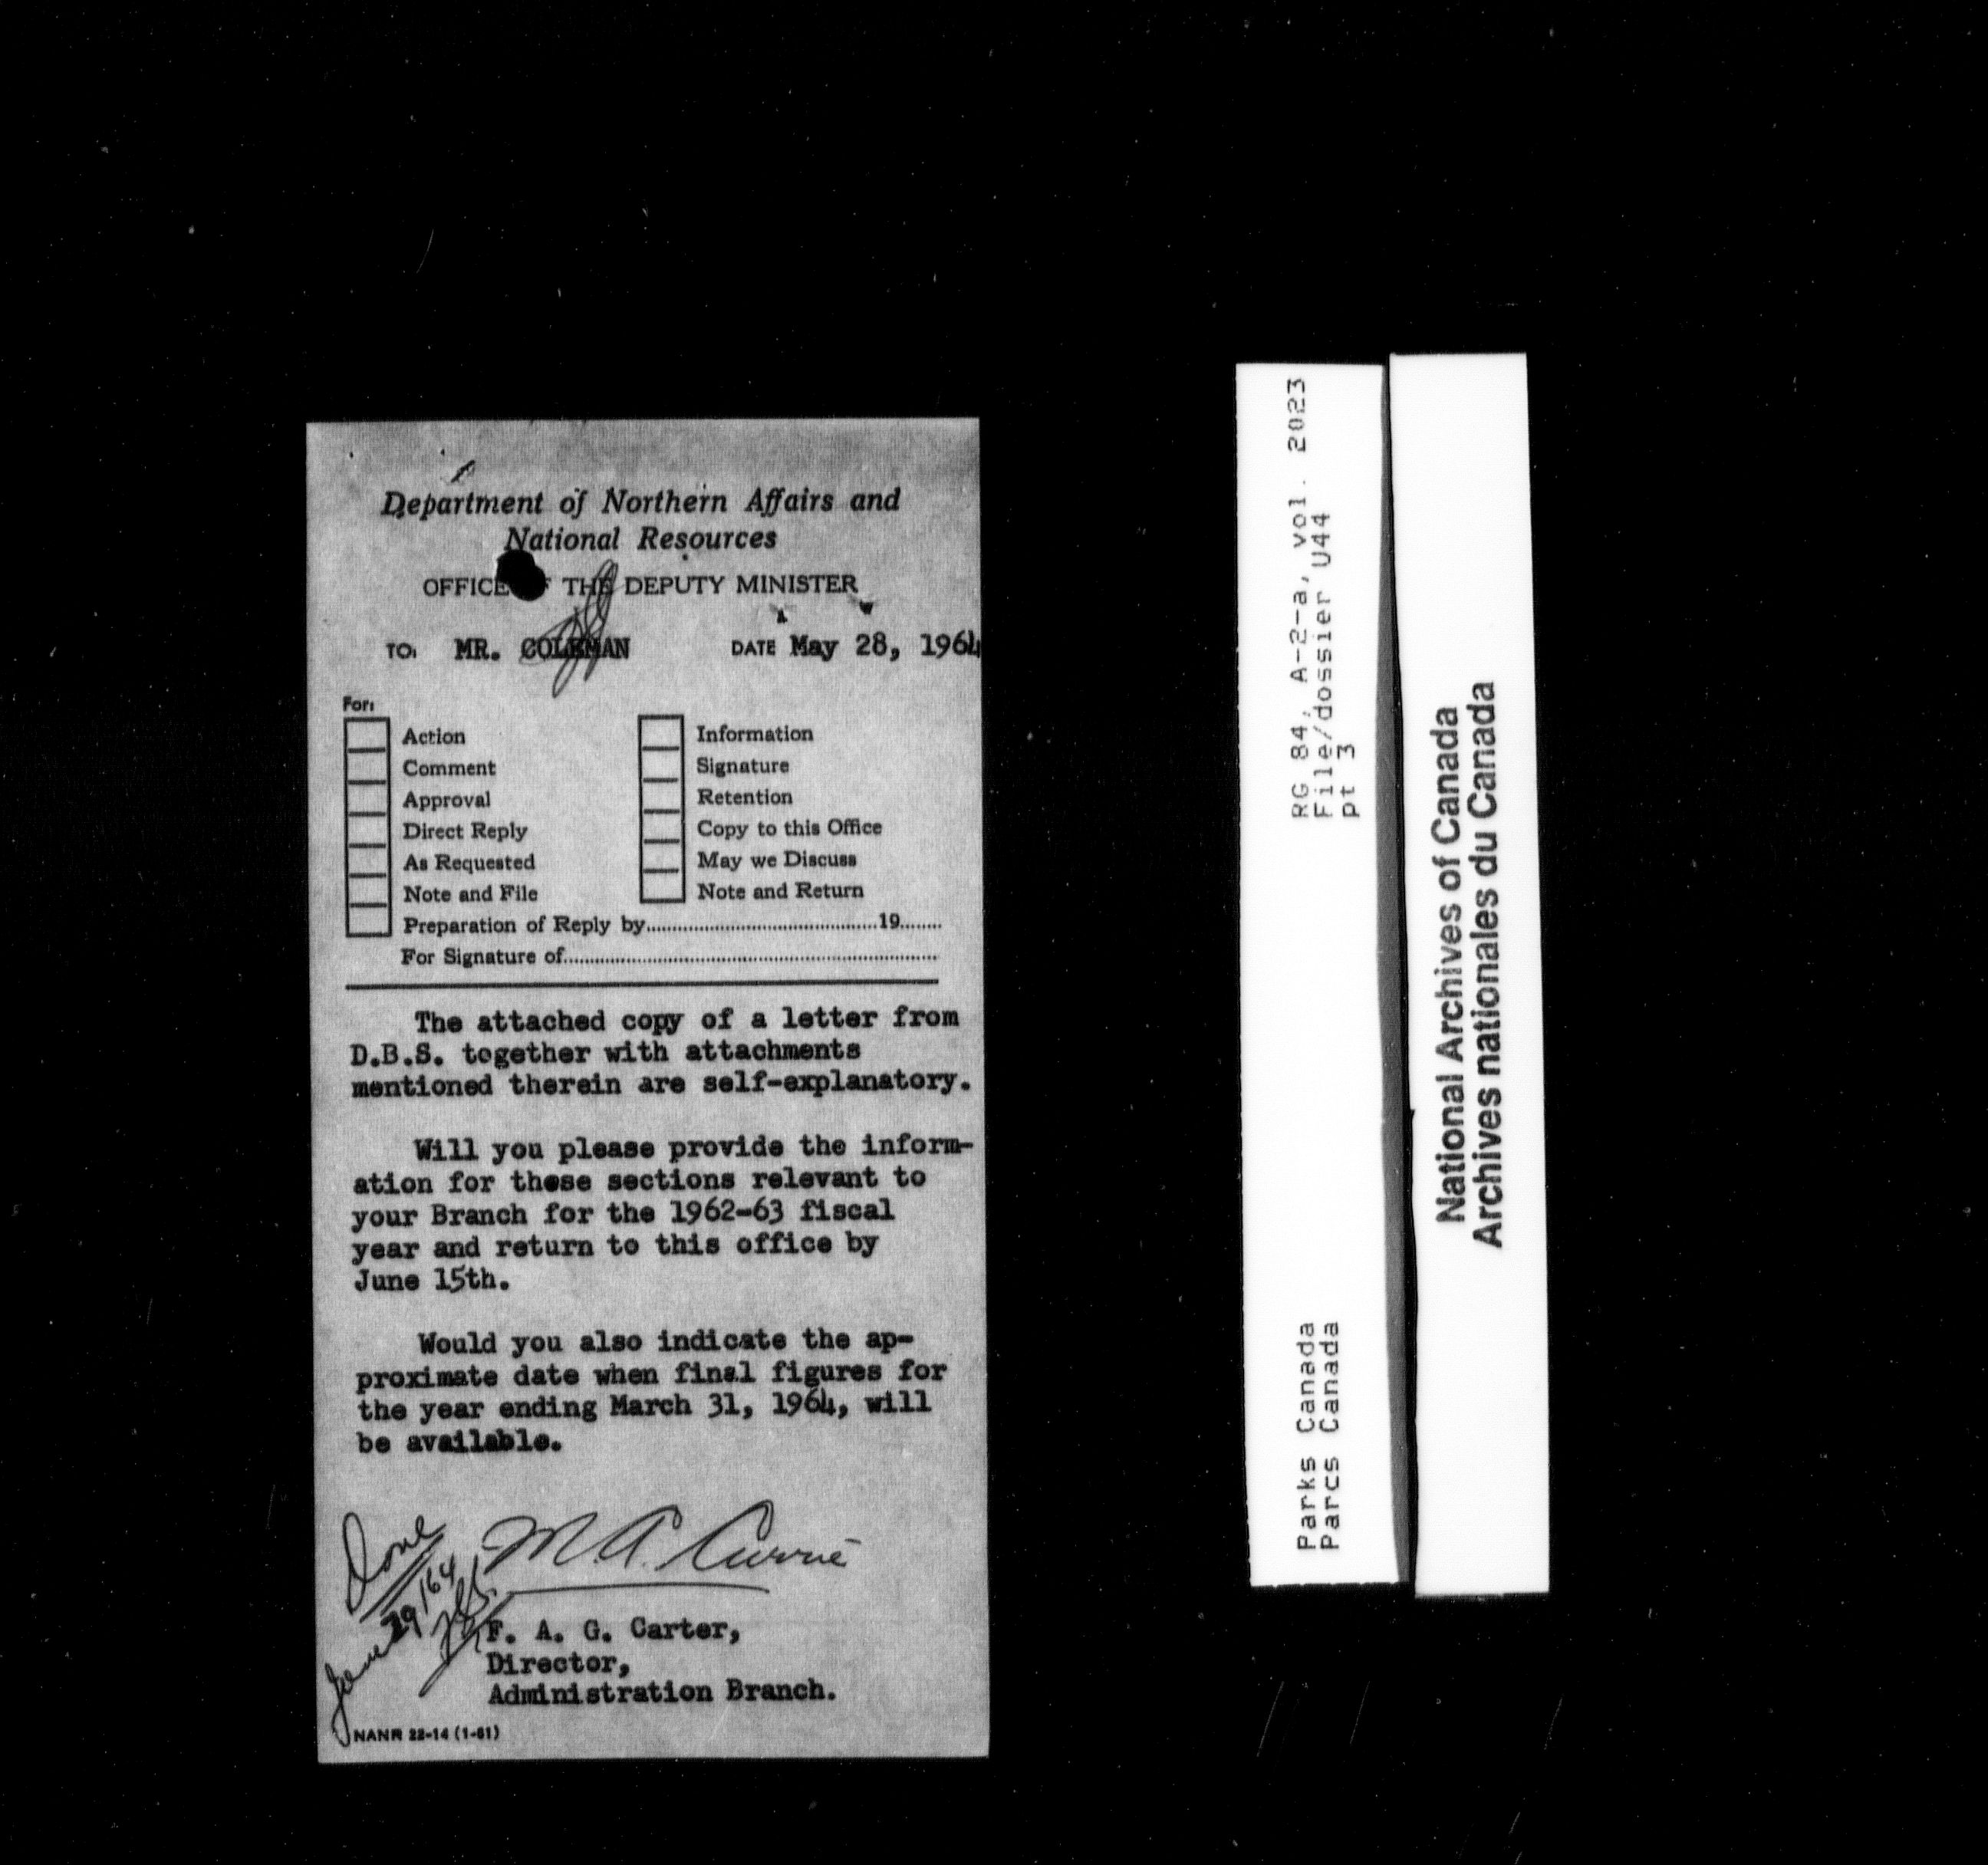 Department of Northern Affairs and
National Resources
OFFICE OF THE DEPUTY MINISTER
TO: MR. COLEMAN DATE May 28, 1964
For:
Action
Comment
Approval
Direct Reply
As Requested
Note and File
Information
Signature
Retention
Copy to this Office
May we Discuss
Note and Return
Preparation of Reply by..........19......
For Signature of..........
The attached copy of a letter from
D.B.S. together with attachments
mentioned therein are self-explanatory.
Will you please provide the inform-
ation for these sections relevant to
your Branch for the 1962-63 fiscal
year and return to this office by
June 15th.
Would you also indicate the ap-
proximate date when final figures for
the year ending March 31, 1964, will
be available.
M A. Currie
Done
June 29/64
F. A. G. Carter,
Director,
Administration Branch.
NANR 22-14 (1-61)
RG 84, A-2-a, vol. 2023
File/dossier U44
pt 3
Parks Canada
Parcs Canada
National Archives of Canada
Archives nationales du Canada